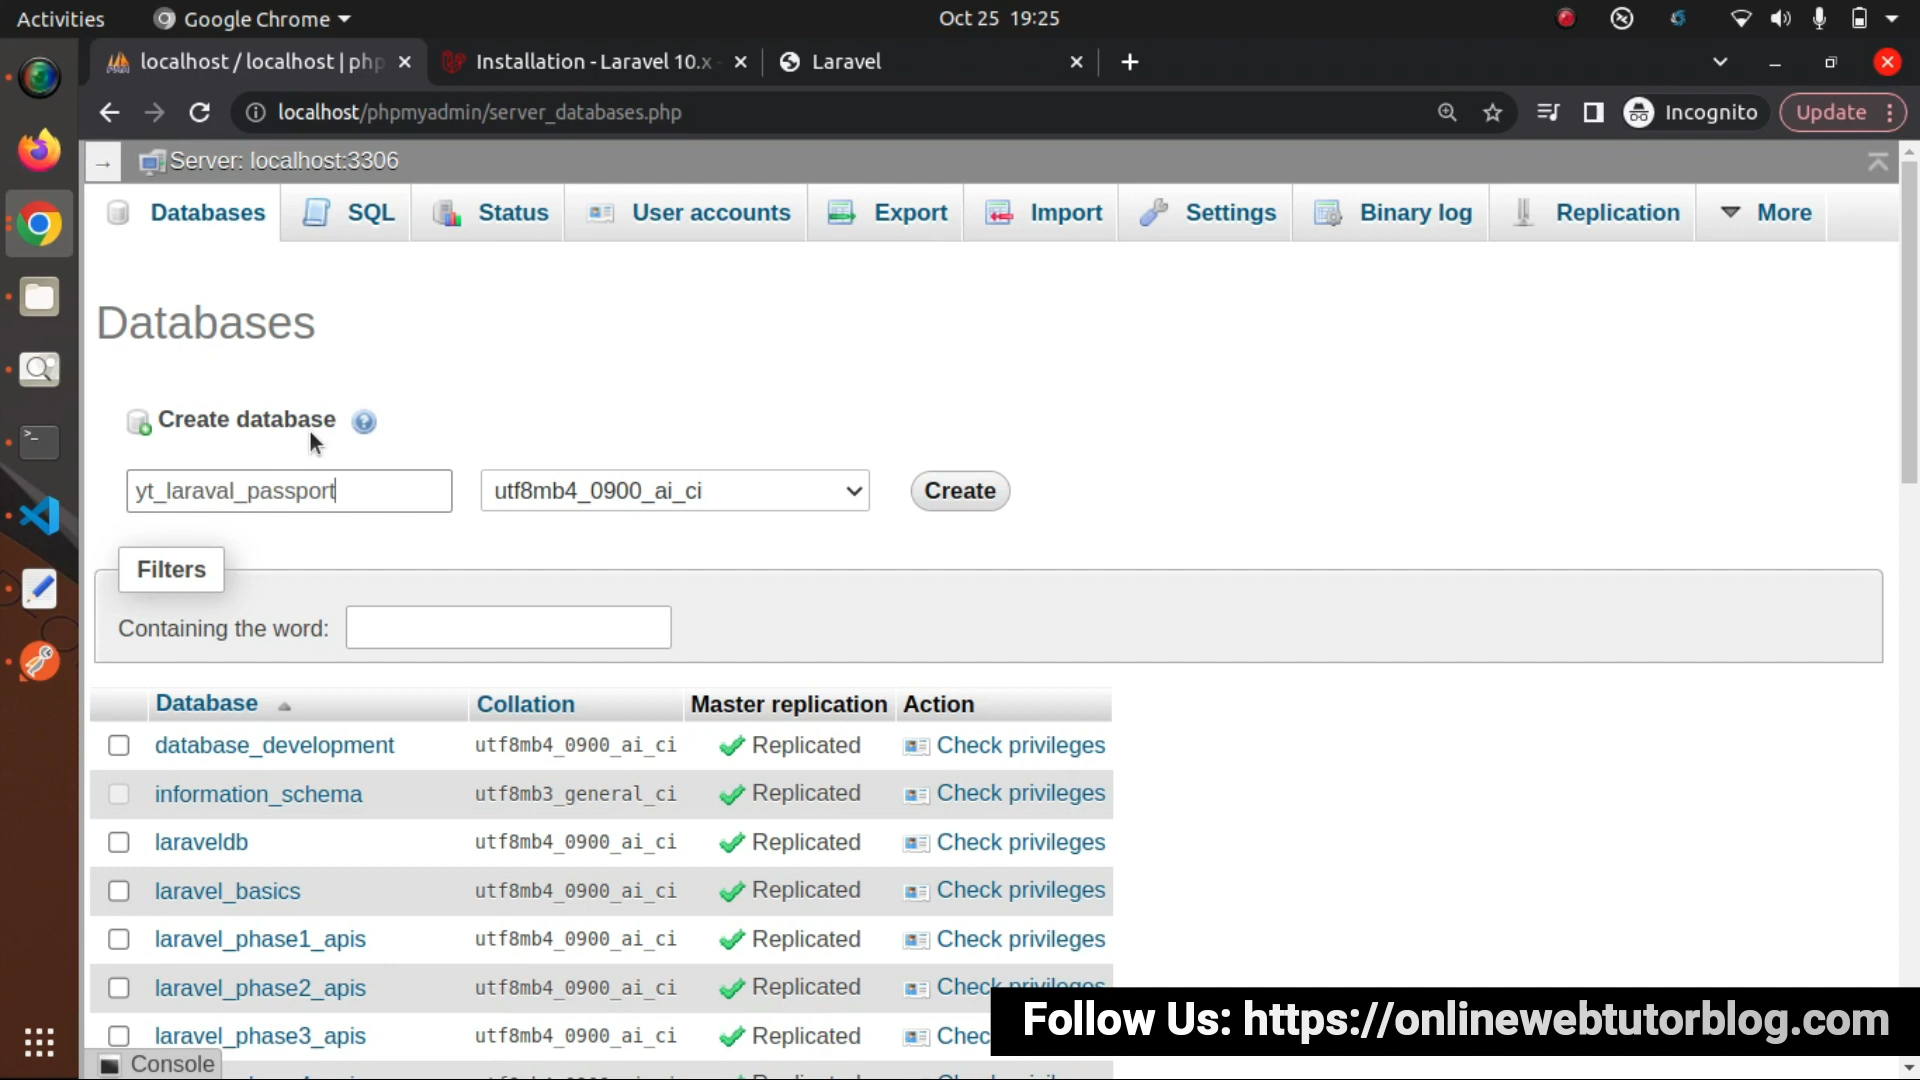 Activities Google Chrome Oct 25 19:25
localhost / localhost | php Installation - Laravel 10.x - Laravel
localhost/phpmyadmin/server_databases.php Incognito Update
Server: localhost:3306
Databases SQL Status User accounts Export Import Settings Binary log Replication More
Databases
Create database
yt_laraval_passport utf8mb4_0900_ai_ci Create
Filters
Containing the word:
Database Collation Master replication Action
database_development utf8mb4_0900_ai_ci Replicated Check privileges
information_schema utf8mb3_general_ci Replicated Check privileges
laraveldb utf8mb4_0900_ai_ci Replicated Check privileges
laravel_basics utf8mb4_0900_ai_ci Replicated Check privileges
laravel_phase1_apis utf8mb4_0900_ai_ci Replicated Check privileges
laravel_phase2_apis utf8mb4_0900_ai_ci Replicated Check privileges
laravel_phase3_apis utf8mb4_0900_ai_ci Replicated Chec
Follow Us: https://onlinewebtutorblog.com
Console